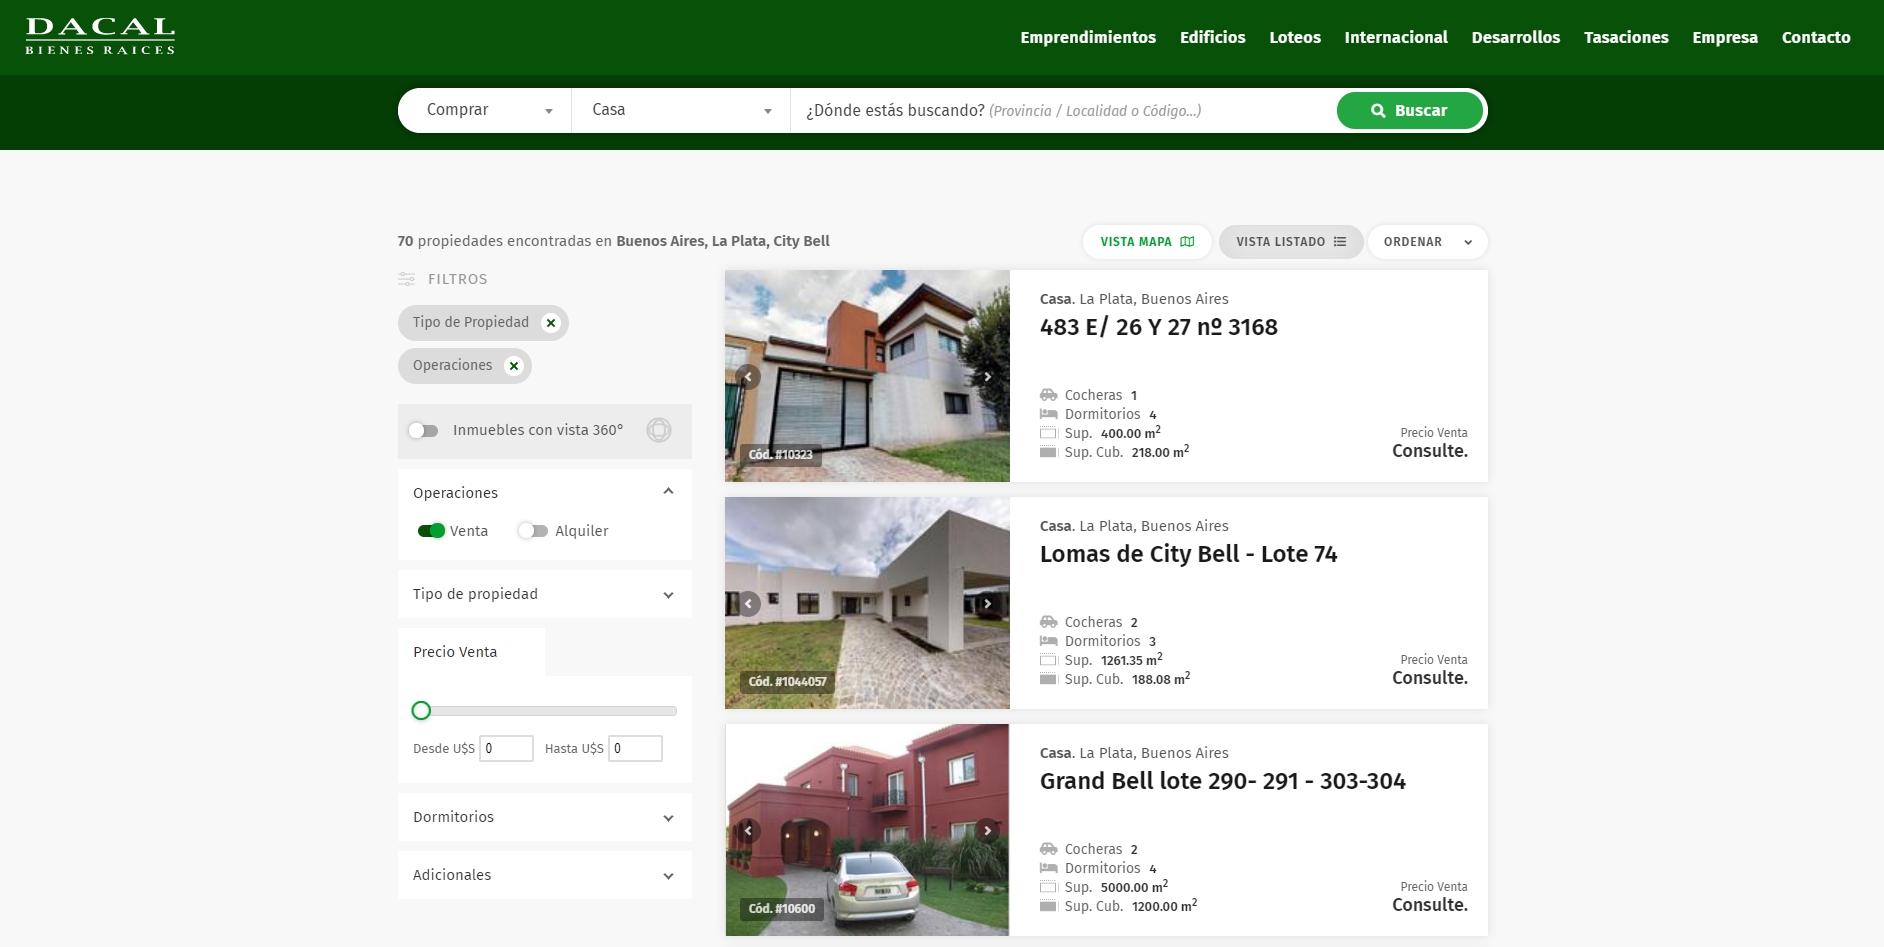 DACAL
BIENES RAICES
Emprendimientos Edificios Loteos Internacional Desarrollos Tasaciones Empresa Contacto
Comprar Casa ¿Dónde estás buscando? (Provincia / Localidad o Código...) Buscar
70 propiedades encontradas en Buenos Aires, La Plata, City Bell
VISTA MAPA VISTA LISTADO ORDENAR
FILTROS
Tipo de Propiedad
Operaciones
Inmuebles con vista 360°
Operaciones
Venta Alquiler
Tipo de propiedad
Precio Venta
Desde U$S 0 Hasta U$S 0
Dormitorios
Adicionales
Cód. #10323
Casa. La Plata, Buenos Aires
483 E/ 26 Y 27 nº 3168
Cocheras 1
Dormitorios 4
Sup. 400.00 m²
Sup. Cub. 218.00 m²
Precio Venta
Consulte.
Cód. #1044057
Casa. La Plata, Buenos Aires
Lomas de City Bell - Lote 74
Cocheras 2
Dormitorios 3
Sup. 1261.35 m²
Sup. Cub. 188.08 m²
Precio Venta
Consulte.
Cód. #10600
Casa. La Plata, Buenos Aires
Grand Bell lote 290- 291 - 303-304
Cocheras 2
Dormitorios 4
Sup. 5000.00 m²
Sup. Cub. 1200.00 m²
Precio Venta
Consulte.